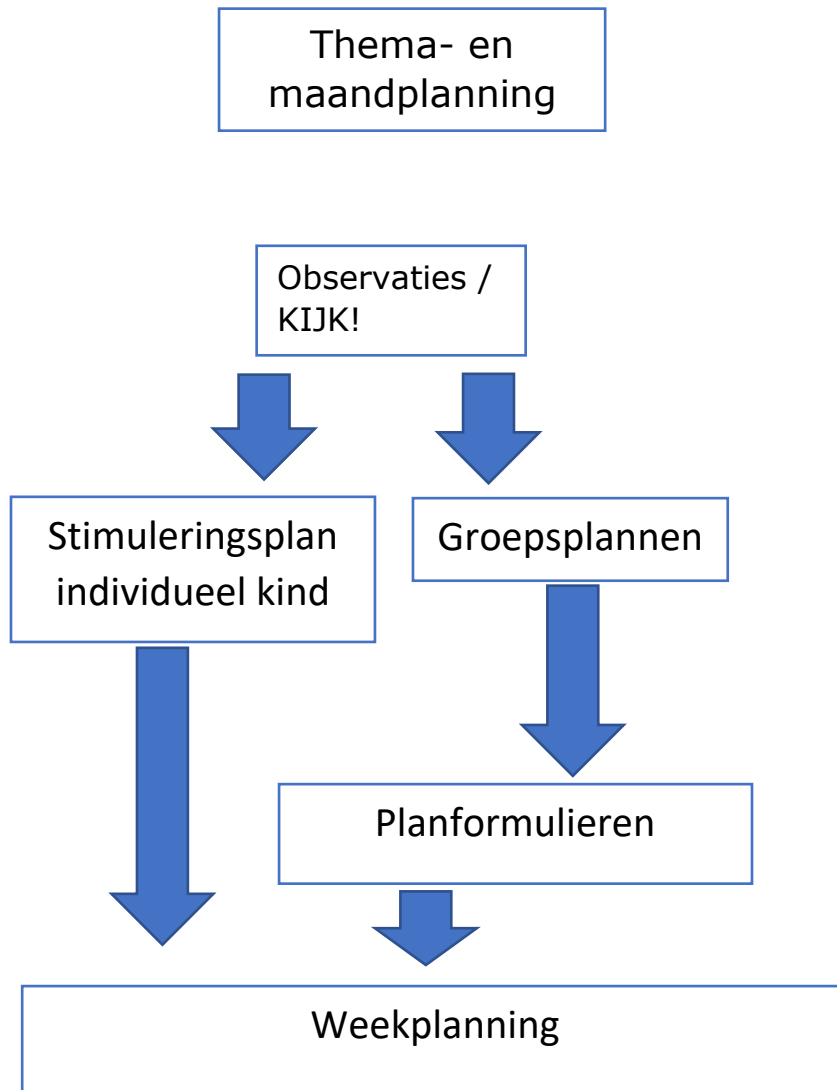 Thema- en
maandplanning
Observaties /
KIJK!
Stimuleringsplan
individueel kind
Groepsplannen
Planformulieren
Weekplanning